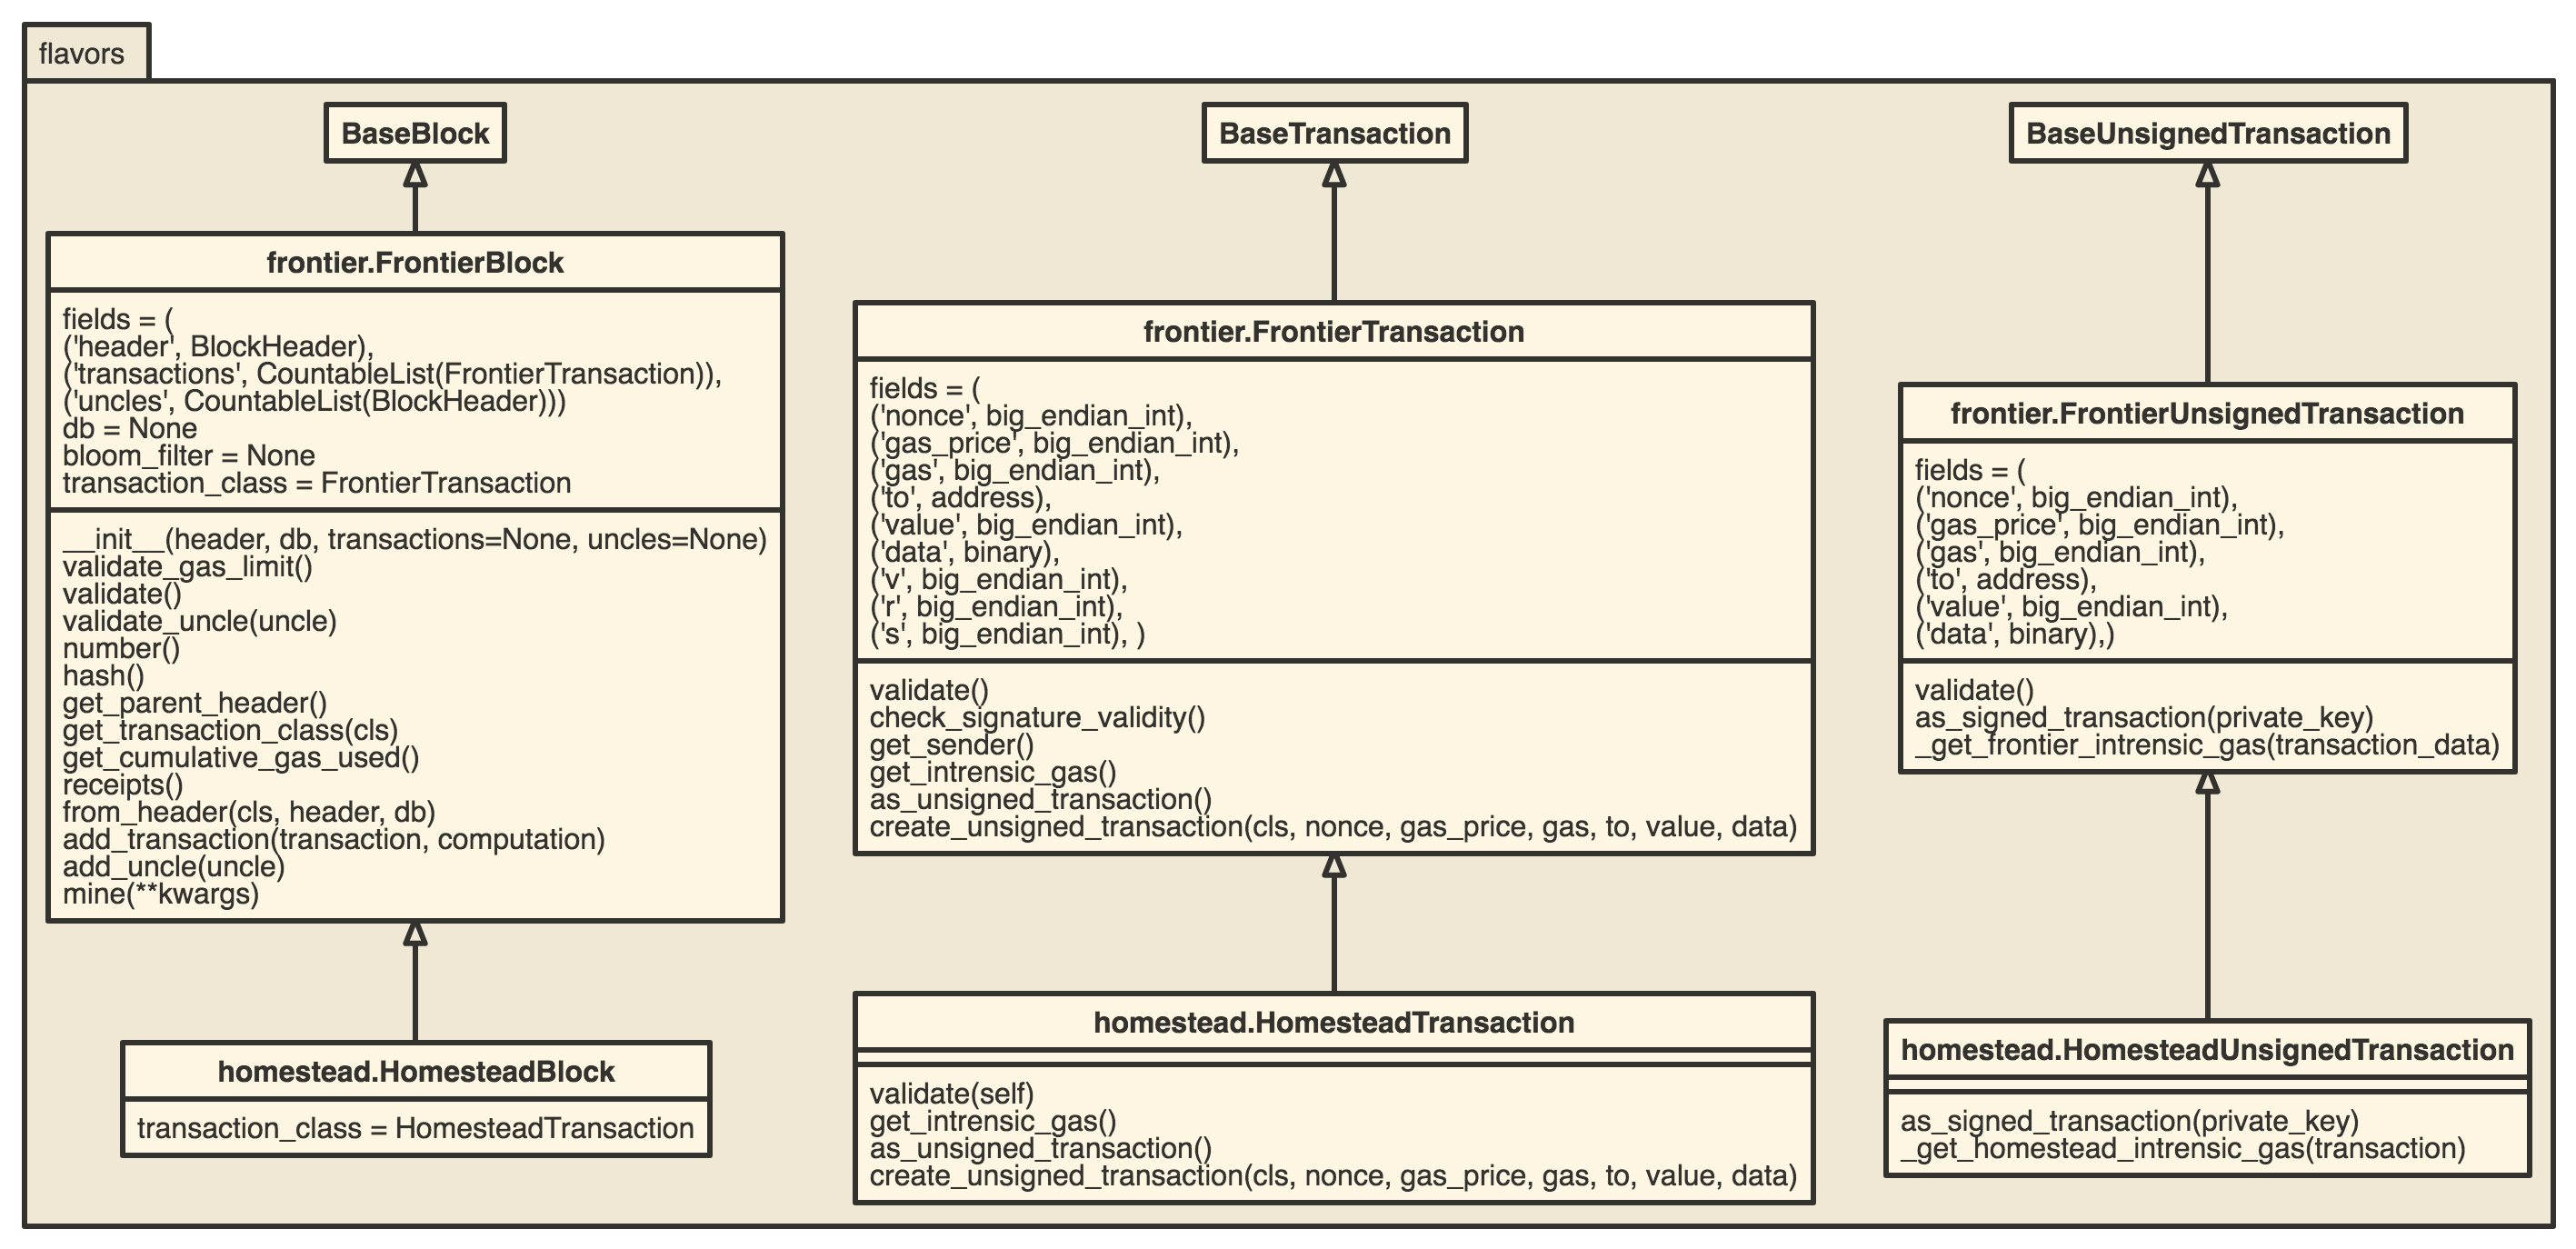 flavors
BaseBlock
frontier.FrontierBlock
fields = (
('header', BlockHeader),
('transactions', CountableList(FrontierTransaction)),
('uncles', CountableList(BlockHeader)))
db = None
bloom_filter = None
transaction_class = FrontierTransaction
__init__(header, db, transactions=None, uncles=None)
validate_gas_limit()
validate()
validate_uncle(uncle)
number()
hash()
get_parent_header()
get_transaction_class(cls)
get_cumulative_gas_used()
receipts()
from_header(cls, header, db)
add_transaction(transaction, computation)
add_uncle(uncle)
mine(**kwargs)
homestead.HomesteadBlock
transaction_class = HomesteadTransaction
BaseTransaction
frontier.FrontierTransaction
fields = (
('nonce', big_endian_int),
('gas_price', big_endian_int),
('gas', big_endian_int),
('to', address),
('value', big_endian_int),
('data', binary),
('v', big_endian_int),
('r', big_endian_int),
('s', big_endian_int), )
validate()
check_signature_validity()
get_sender()
get_intrensic_gas()
as_unsigned_transaction()
create_unsigned_transaction(cls, nonce, gas_price, gas, to, value, data)
homestead.HomesteadTransaction
validate(self)
get_intrensic_gas()
as_unsigned_transaction()
create_unsigned_transaction(cls, nonce, gas_price, gas, to, value, data)
BaseUnsignedTransaction
frontier.FrontierUnsignedTransaction
fields = (
('nonce', big_endian_int),
('gas_price', big_endian_int),
('gas', big_endian_int),
('to', address),
('value', big_endian_int),
('data', binary),)
validate()
as_signed_transaction(private_key)
_get_frontier_intrensic_gas(transaction_data)
homestead.HomesteadUnsignedTransaction
as_signed_transaction(private_key)
_get_homestead_intrensic_gas(transaction)